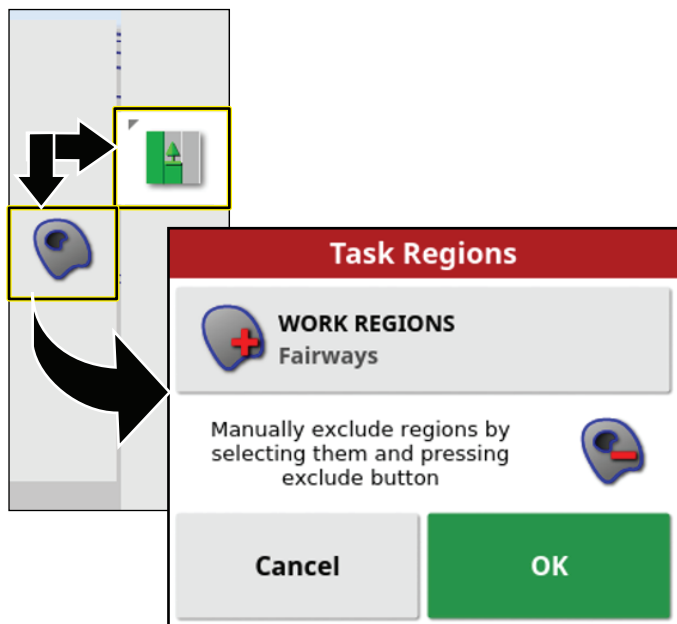 Task Regions
WORK REGIONS
Fairways
Manually exclude regions by
selecting them and pressing
exclude button
Cancel
OK